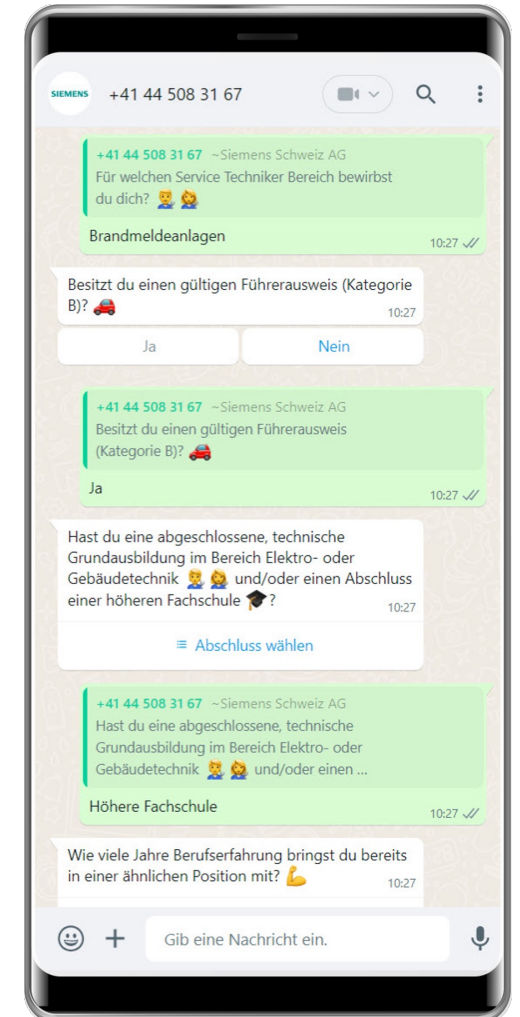 SIEMENS
+41 44 508 31 67
+41 44 508 31 67 ~Siemens Schweiz AG
Für welchen Service Techniker Bereich bewirbst
du dich? 👨‍🔧 👩‍🔧
Brandmeldeanlagen
10:27
Besitzt du einen gültigen Führerausweis (Kategorie
B)? 🚗
10:27
Ja
Nein
+41 44 508 31 67 ~Siemens Schweiz AG
Besitzt du einen gültigen Führerausweis
(Kategorie B)? 🚗
Ja
10:27
Hast du eine abgeschlossene, technische
Grundausbildung im Bereich Elektro- oder
Gebäudetechnik 👨‍🔧 👩‍🔧 und/oder einen Abschluss
einer höheren Fachschule 🎓?
10:27
Abschluss wählen
+41 44 508 31 67 ~Siemens Schweiz AG
Hast du eine abgeschlossene, technische
Grundausbildung im Bereich Elektro- oder
Gebäudetechnik 👨‍🔧 👩‍🔧 und/oder einen ...
Höhere Fachschule
10:27
Wie viele Jahre Berufserfahrung bringst du bereits
in einer ähnlichen Position mit? 💪
10:27
Gib eine Nachricht ein.